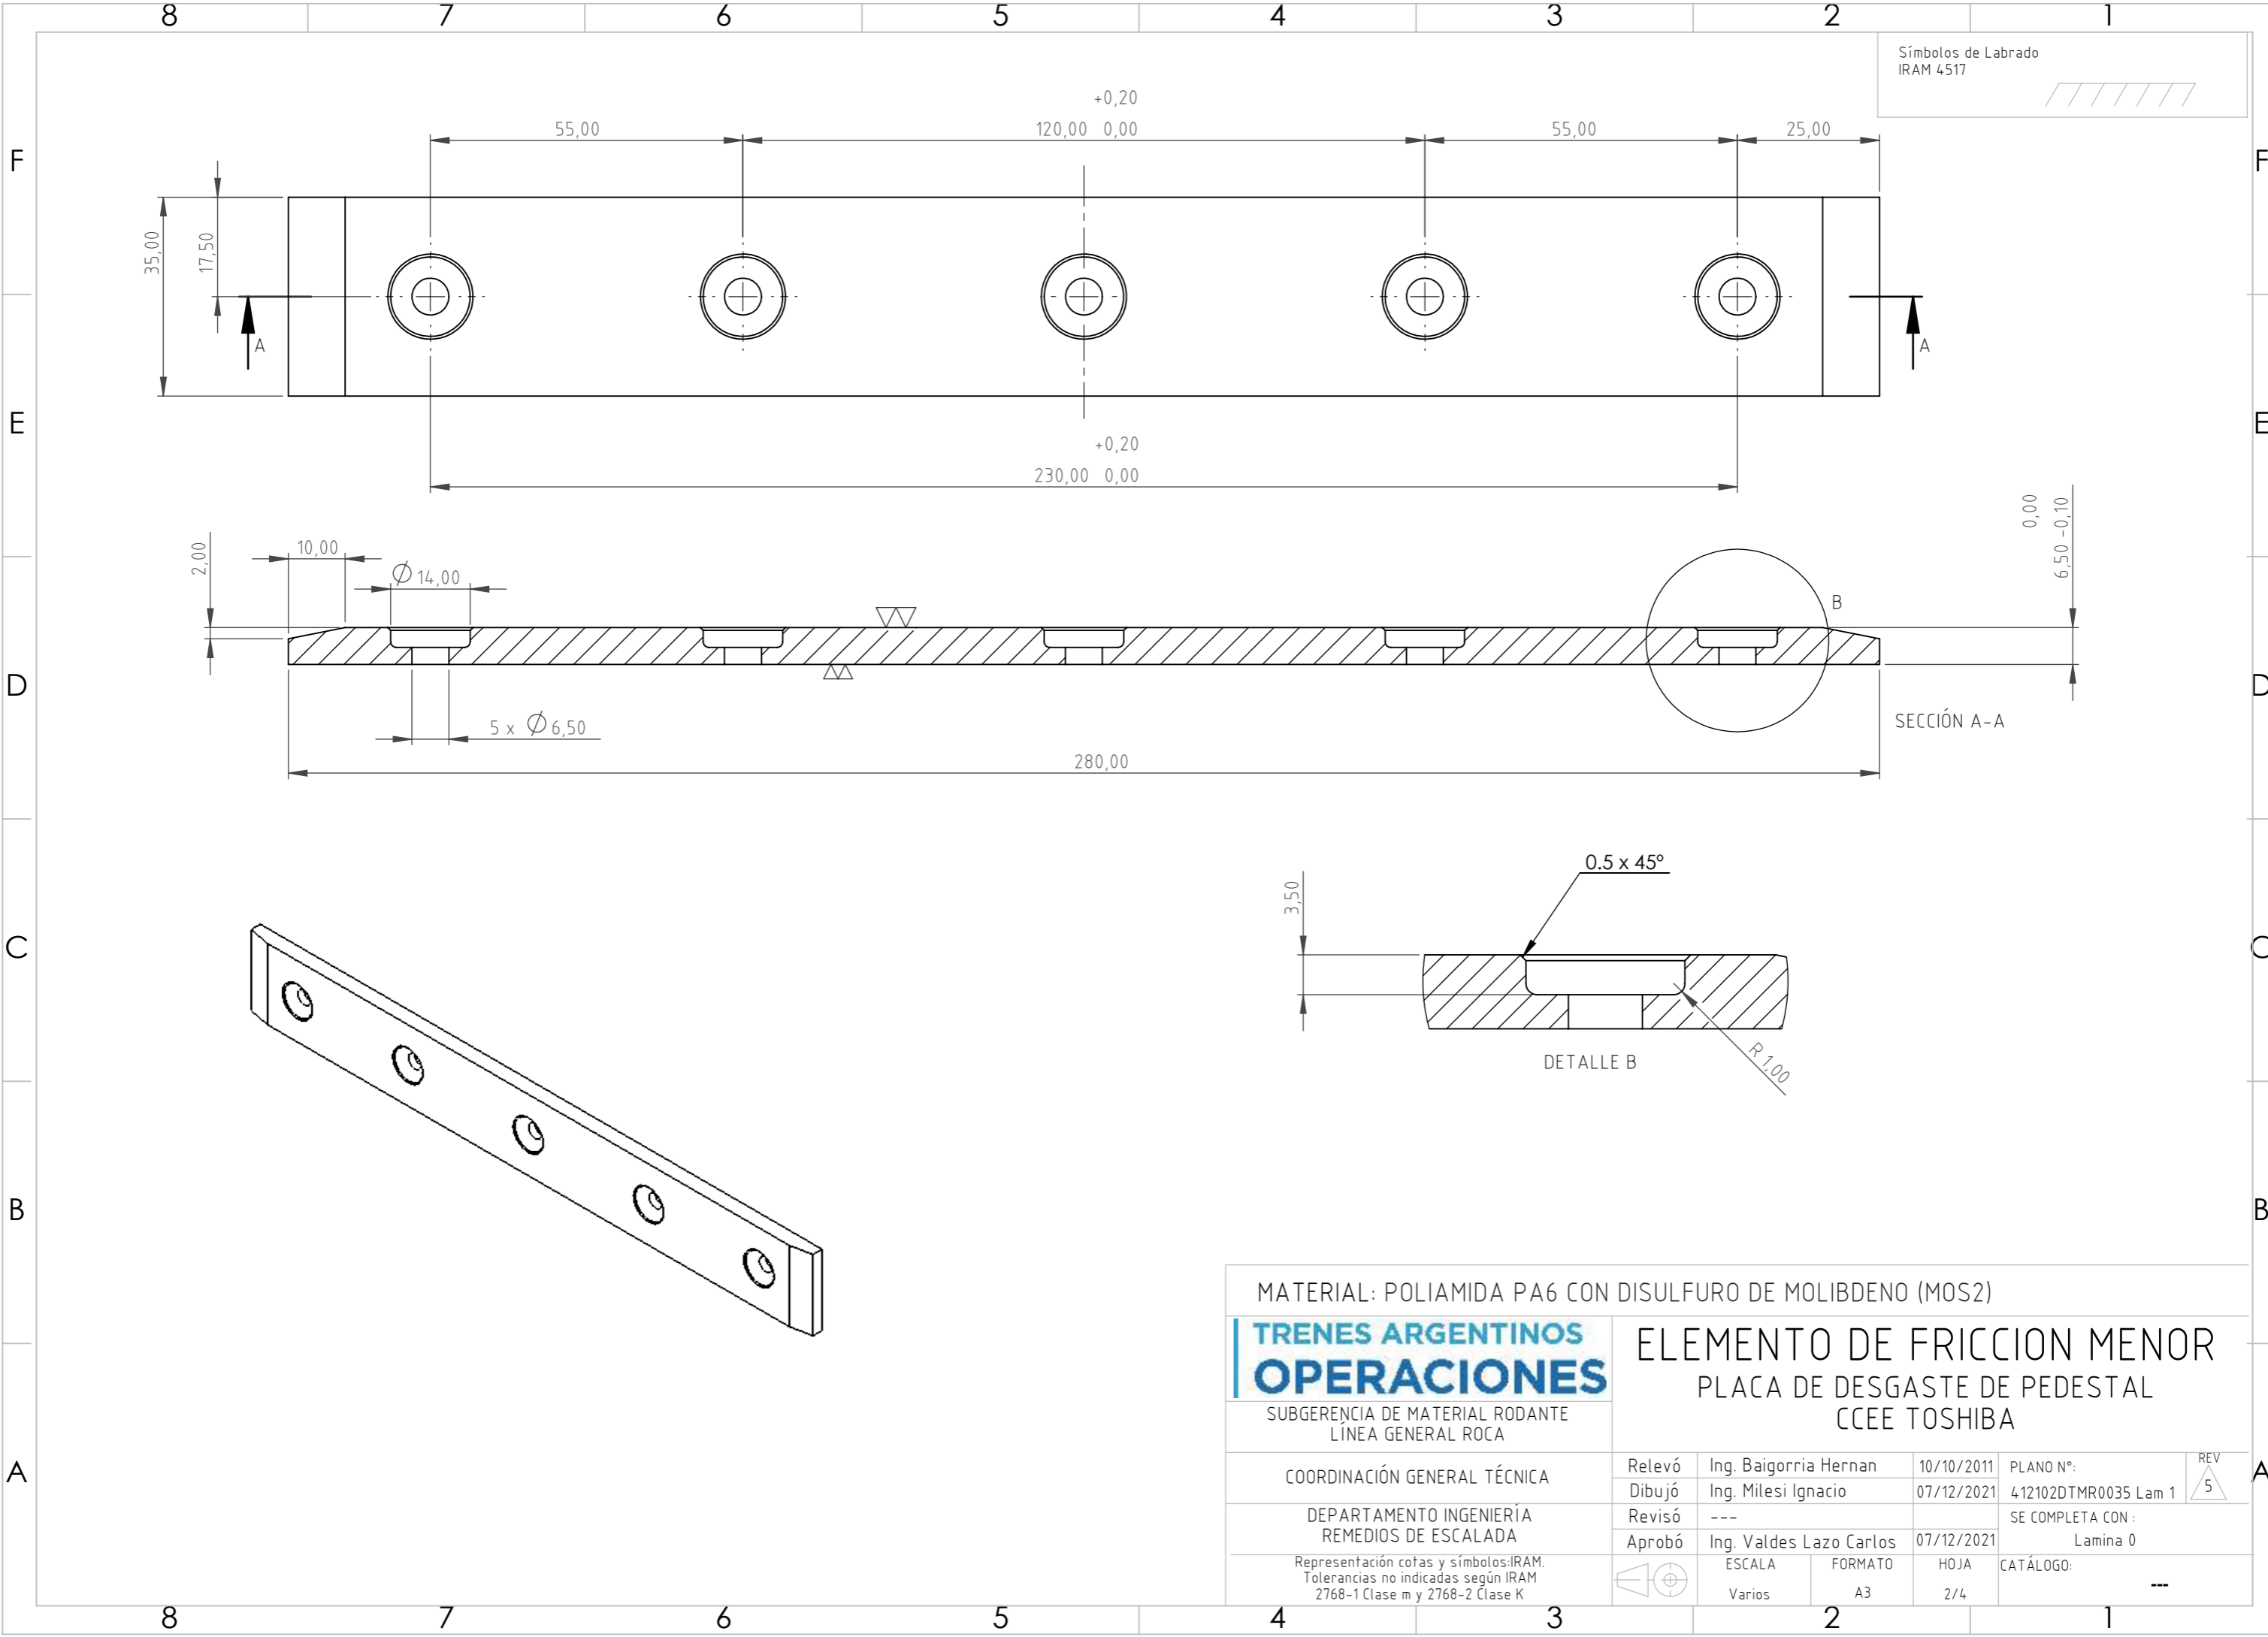 8 7 6 5 4 3 2 1
Símbolos de Labrado
IRAM 4517
+0,20
55,00
120,00 0,00
55,00
25,00
F
F
35,00
17,50
A
A
E
E
+0,20
230,00 0,00
0,00
6,50 -0,10
2,00
10,00
Ø 14,00
B
D
D
5 x Ø 6,50
SECCIÓN A-A
280,00
0.5 x 45º
3,50
C
C
DETALLE B
R 1,00
B
B
MATERIAL: POLIAMIDA PA6 CON DISULFURO DE MOLIBDENO (MOS2)
TRENES ARGENTINOS
OPERACIONES
SUBGERENCIA DE MATERIAL RODANTE
LÍNEA GENERAL ROCA
ELEMENTO DE FRICCION MENOR
PLACA DE DESGASTE DE PEDESTAL
CCEE TOSHIBA
A
A
COORDINACIÓN GENERAL TÉCNICA
DEPARTAMENTO INGENIERÍA
REMEDIOS DE ESCALADA
Representación cotas y símbolos:IRAM.
Tolerancias no indicadas según IRAM
2768-1 Clase m y 2768-2 Clase K
Relevó Ing. Baigorria Hernan 10/10/2011
Dibujó Ing. Milesi Ignacio 07/12/2021
Revisó ---
Aprobó Ing. Valdes Lazo Carlos 07/12/2021
PLANO N°:
412102DTMR0035 Lam 1
REV
5
SE COMPLETA CON :
Lamina 0
ESCALA
Varios
FORMATO
A3
HOJA
2/4
CATÁLOGO:
---
8 7 6 5 4 3 2 1